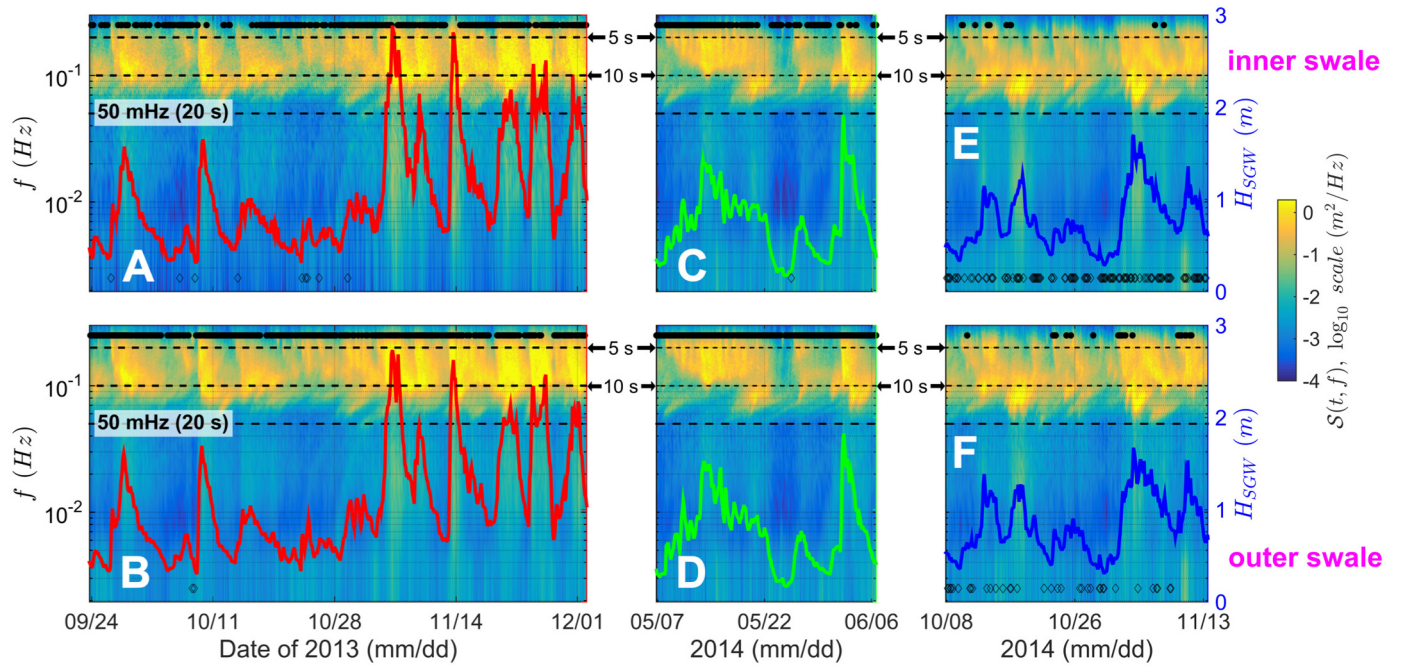 3
5 s
5 s
inner swale
10⁻¹
10 s
10 s
50 mHz (20 s)
2
f (Hz)
H_SGW (m)
E
10⁻²
1
A
C
0
0
-1
-2
-3
-4
S(t, f), log₁₀ scale (m²/Hz)
3
5 s
5 s
10⁻¹
10 s
10 s
50 mHz (20 s)
2
f (Hz)
H_SGW (m)
F
10⁻²
1
B
D
outer swale
0
09/24 10/11 10/28 11/14 12/01 05/07 05/22 06/06 10/08 10/26 11/13
Date of 2013 (mm/dd) 2014 (mm/dd) 2014 (mm/dd)